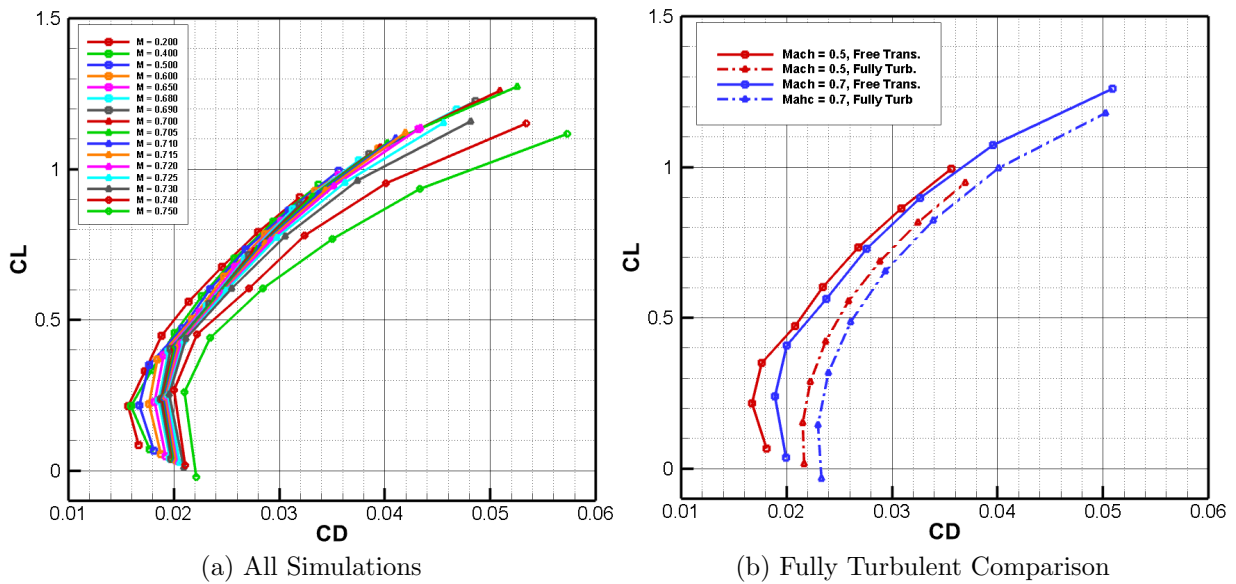 1.5
1
0.5
0
CL
0.01
0.02
0.03
0.04
0.05
0.06
CD
M = 0.200
M = 0.400
M = 0.500
M = 0.600
M = 0.650
M = 0.680
M = 0.690
M = 0.700
M = 0.705
M = 0.710
M = 0.715
M = 0.720
M = 0.725
M = 0.730
M = 0.740
M = 0.750
(a) All Simulations
1.5
1
0.5
0
CL
0.01
0.02
0.03
0.04
0.05
0.06
CD
Mach = 0.5, Free Trans.
Mach = 0.5, Fully Turb.
Mach = 0.7, Free Trans.
Mahc = 0.7, Fully Turb
(b) Fully Turbulent Comparison